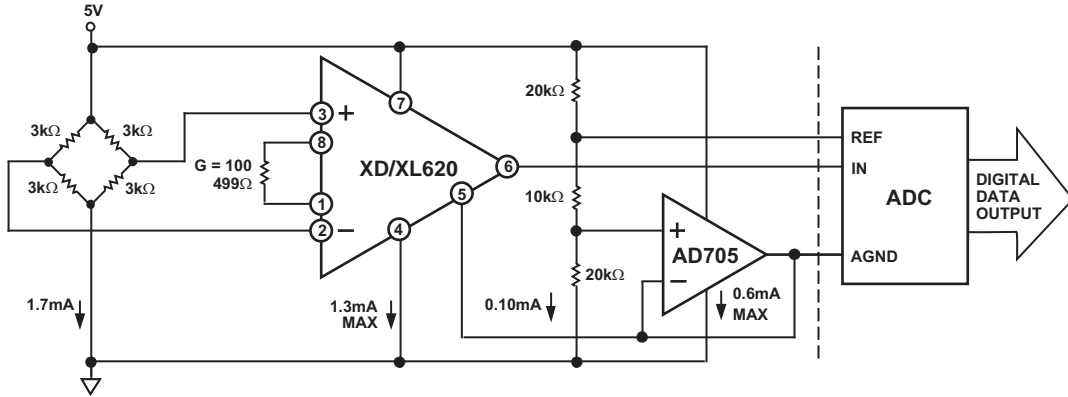 5V
3kΩ
3kΩ
3kΩ
3kΩ
1.7mA
G = 100
499Ω
3
+
8
1
2
−
7
XD/XL620
6
5
4
1.3mA
MAX
20kΩ
10kΩ
20kΩ
0.10mA
+
AD705
−
0.6mA
MAX
REF
IN
ADC
AGND
DIGITAL
DATA
OUTPUT